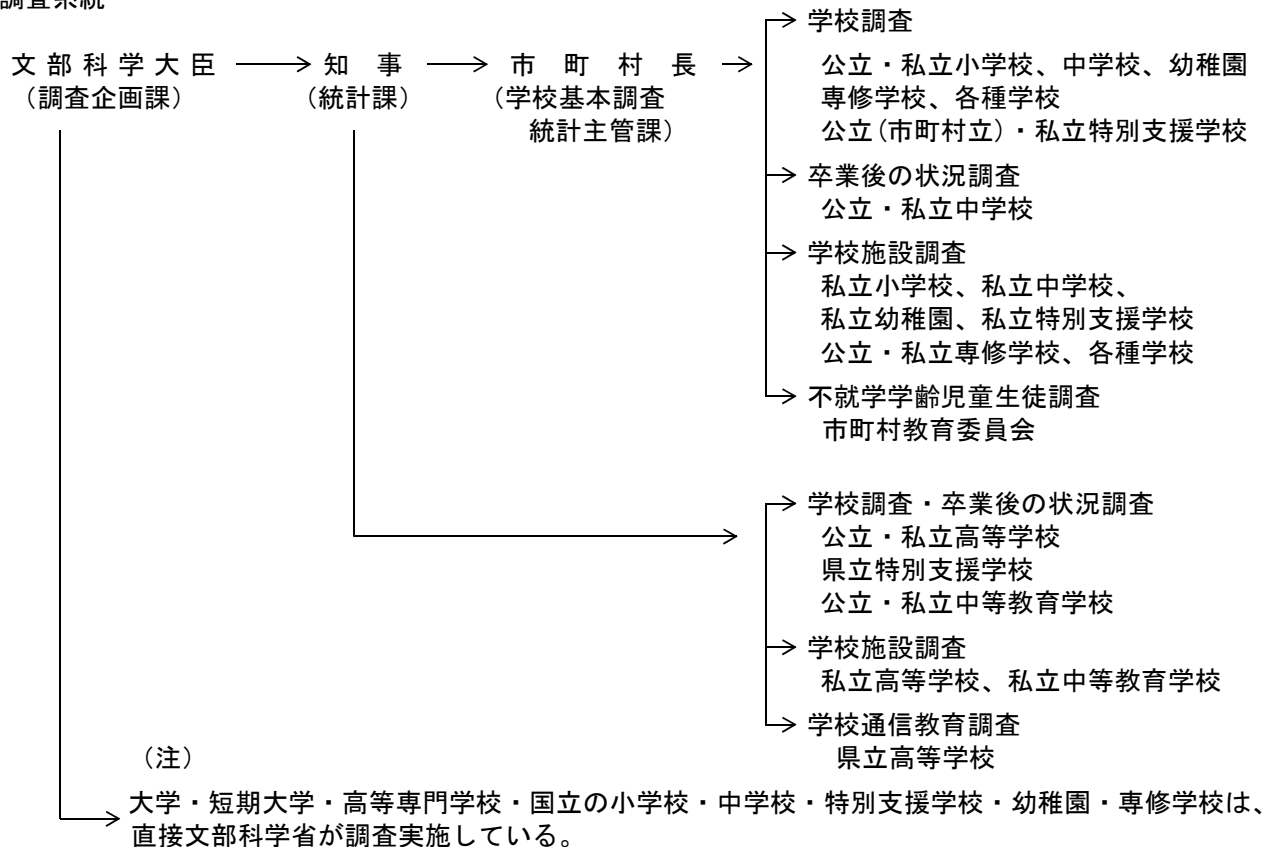 調査系統
文部科学大臣 知事 市町村長
（調査企画課） （統計課） （学校基本調査
統計主管課）
学校調査
公立・私立小学校、中学校、幼稚園
専修学校、各種学校
公立(市町村立)・私立特別支援学校
卒業後の状況調査
公立・私立中学校
学校施設調査
私立小学校、私立中学校、
私立幼稚園、私立特別支援学校
公立・私立専修学校、各種学校
不就学学齢児童生徒調査
市町村教育委員会
学校調査・卒業後の状況調査
公立・私立高等学校
県立特別支援学校
公立・私立中等教育学校
学校施設調査
私立高等学校、私立中等教育学校
学校通信教育調査
県立高等学校
（注）
大学・短期大学・高等専門学校・国立の小学校・中学校・特別支援学校・幼稚園・専修学校は、
直接文部科学省が調査実施している。